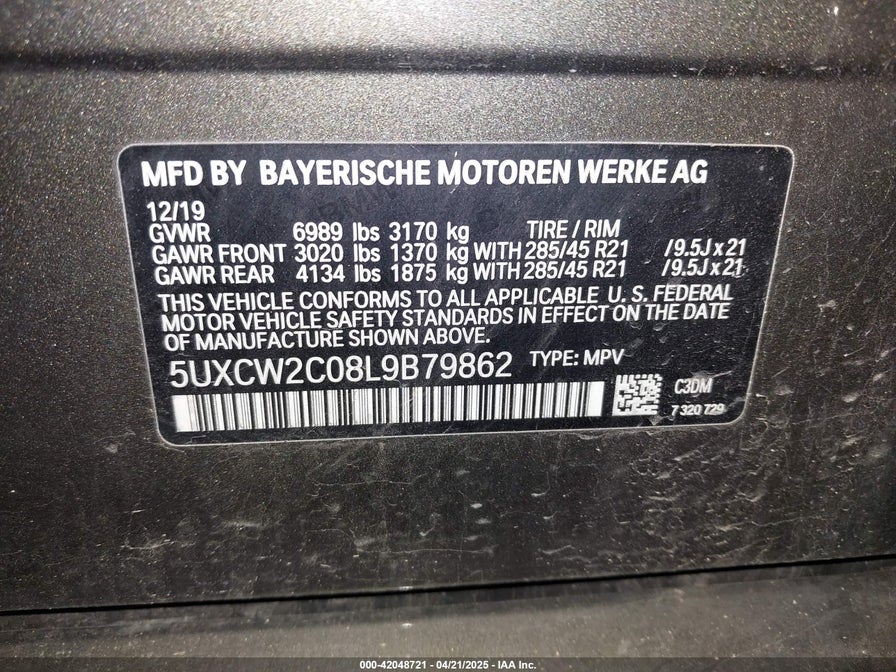 MFD BY BAYERISCHE MOTOREN WERKE AG
12/19
GVWR 6989 lbs 3170 kg TIRE / RIM
GAWR FRONT 3020 lbs 1370 kg WITH 285/45 R21 /9.5J x 21
GAWR REAR 4134 lbs 1875 kg WITH 285/45 R21 /9.5J x 21
THIS VEHICLE CONFORMS TO ALL APPLICABLE U. S. FEDERAL
MOTOR VEHICLE SAFETY STANDARDS IN EFFECT ON THE DATE
OF MANUFACTURE SHOWN ABOVE.
5UXCW2C08L9B79862 TYPE: MPV
C3DM
7 320 729
000-42048721 - 04/21/2025 - IAA Inc.